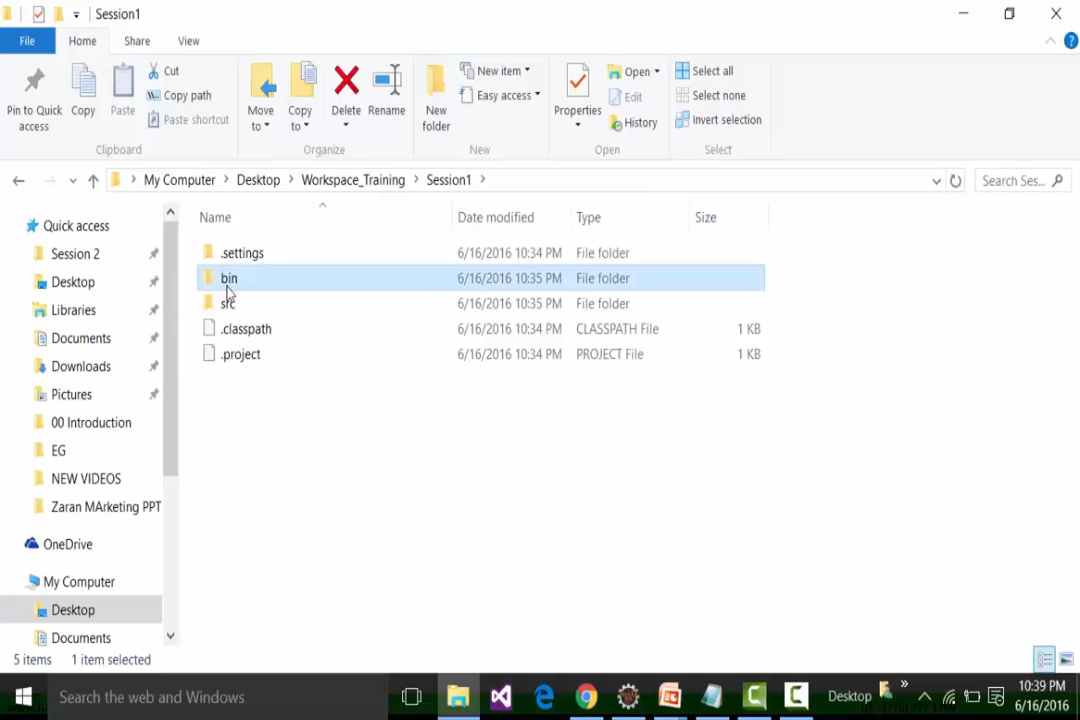 Session1
File Home Share View
Pin to Quick access
Copy
Paste
Cut
Copy path
Paste shortcut
Clipboard
Move to
Copy to
Delete
Rename
Organize
New folder
New item
Easy access
New
Properties
Open
Edit
History
Open
Select all
Select none
Invert selection
Select
My Computer Desktop Workspace_Training Session1
Search Ses...
Name Date modified Type Size
.settings 6/16/2016 10:34 PM File folder
bin 6/16/2016 10:35 PM File folder
src 6/16/2016 10:35 PM File folder
.classpath 6/16/2016 10:34 PM CLASSPATH File 1 KB
.project 6/16/2016 10:34 PM PROJECT File 1 KB
Quick access
Session 2
Desktop
Libraries
Documents
Downloads
Pictures
00 Introduction
EG
NEW VIDEOS
Zaran MArketing PPT
OneDrive
My Computer
Desktop
Documents
5 items 1 item selected
Search the web and Windows
Desktop
10:39 PM
6/16/2016